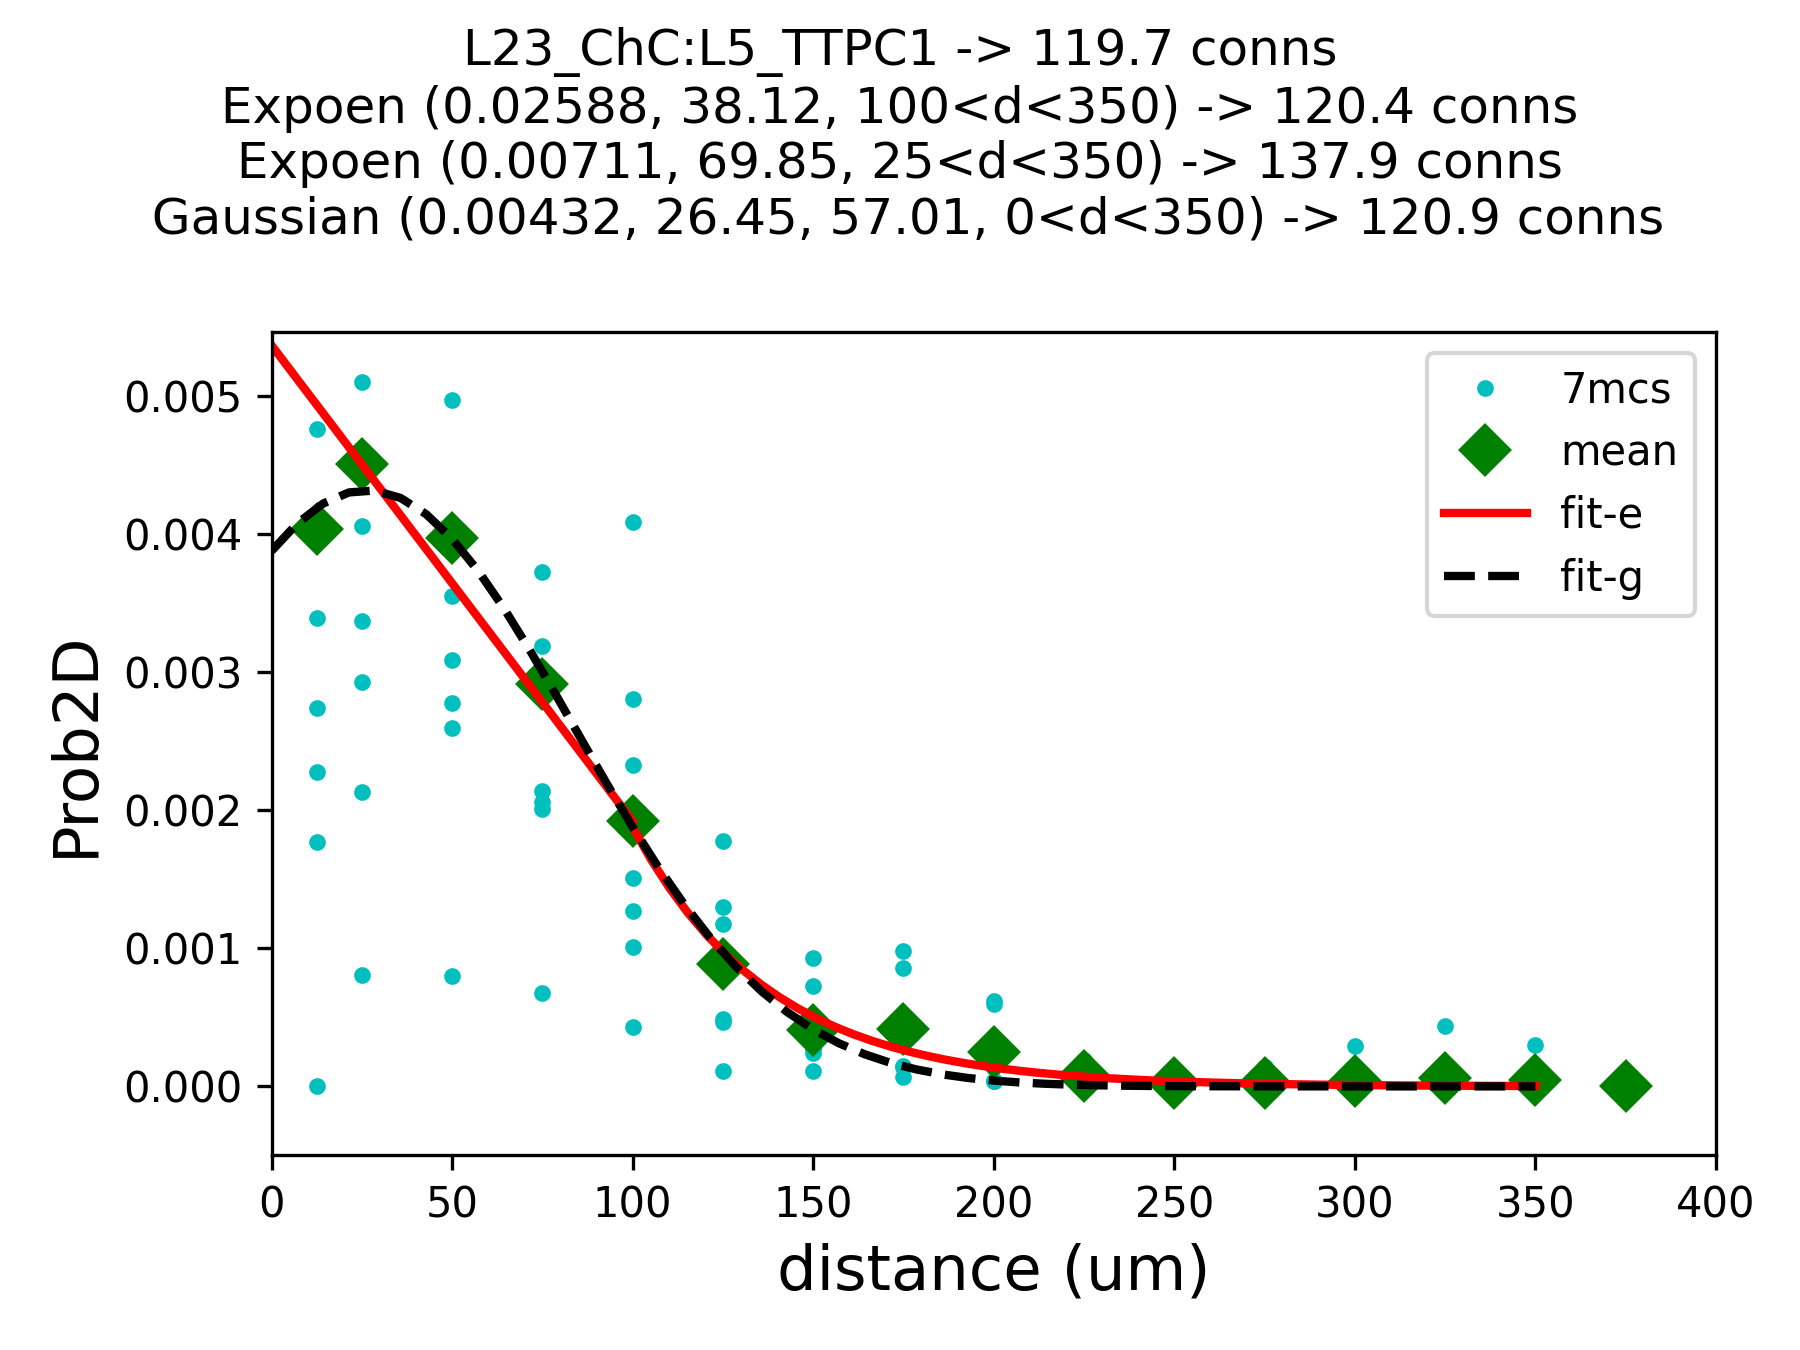 L23_ChC:L5_TTPC1 -> 119.7 conns
Expoen (0.02588, 38.12, 100<d<350) -> 120.4 conns
Expoen (0.00711, 69.85, 25<d<350) -> 137.9 conns
Gaussian (0.00432, 26.45, 57.01, 0<d<350) -> 120.9 conns
7mcs
mean
fit-e
fit-g
Prob2D
0.005
0.004
0.003
0.002
0.001
0.000
0 50 100 150 200 250 300 350 400
distance (um)